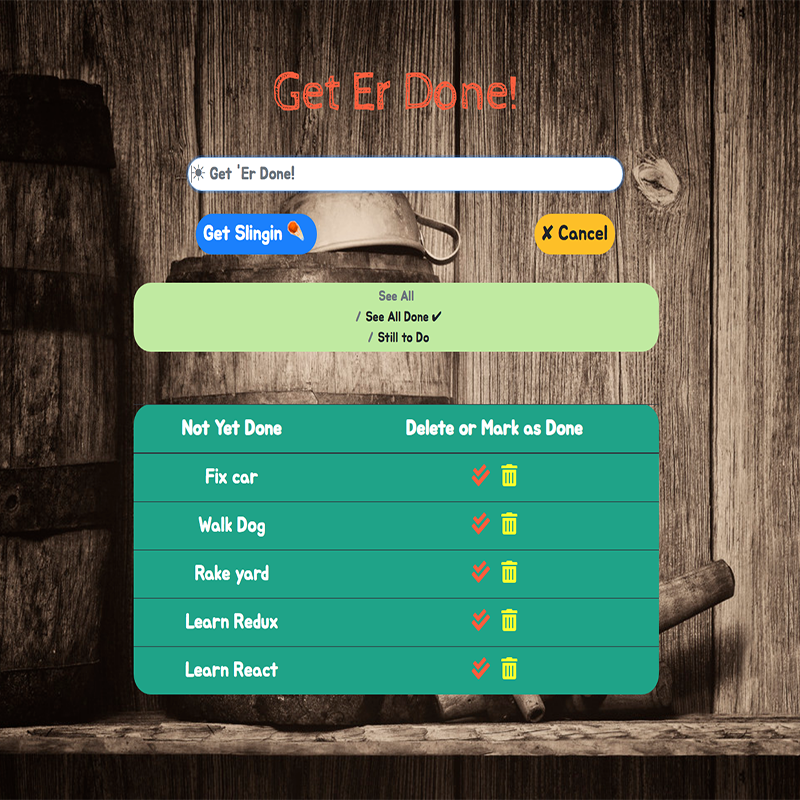 Get Er Done!
☀ Get 'Er Done!
Get Slingin
✘ Cancel
See All
/ See All Done ✔
/ Still to Do
Not Yet Done Delete or Mark as Done
Fix car
Walk Dog
Rake yard
Learn Redux
Learn React